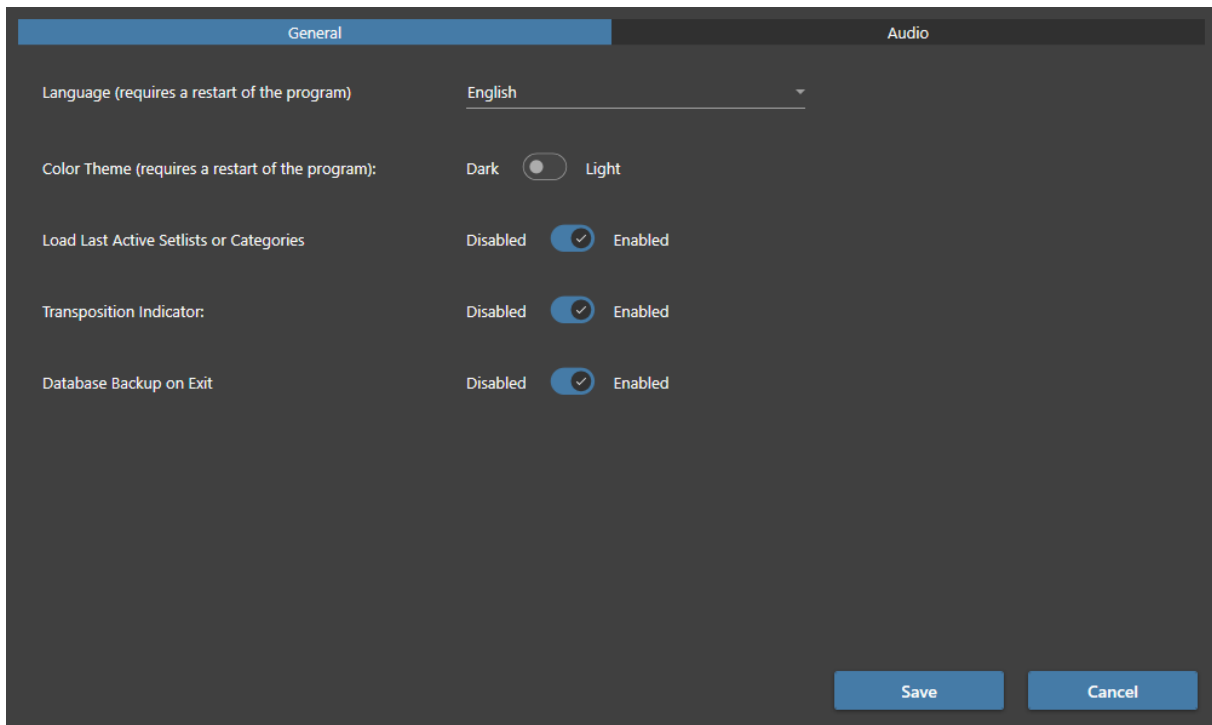 General Audio
Language (requires a restart of the program) English
Color Theme (requires a restart of the program): Dark Light
Load Last Active Setlists or Categories Disabled Enabled
Transposition Indicator: Disabled Enabled
Database Backup on Exit Disabled Enabled
Save Cancel